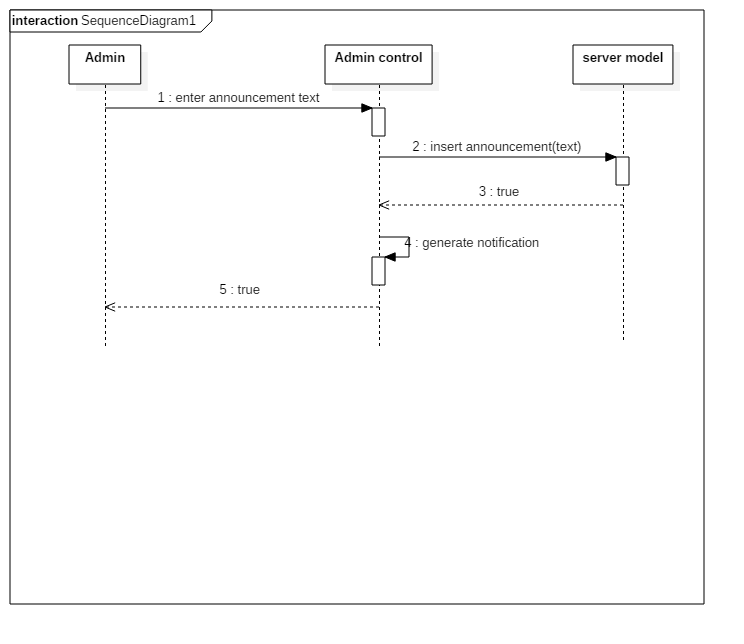 interaction SequenceDiagram1
Admin
Admin control
server model
1 : enter announcement text
2 : insert announcement(text)
3 : true
4 : generate notification
5 : true